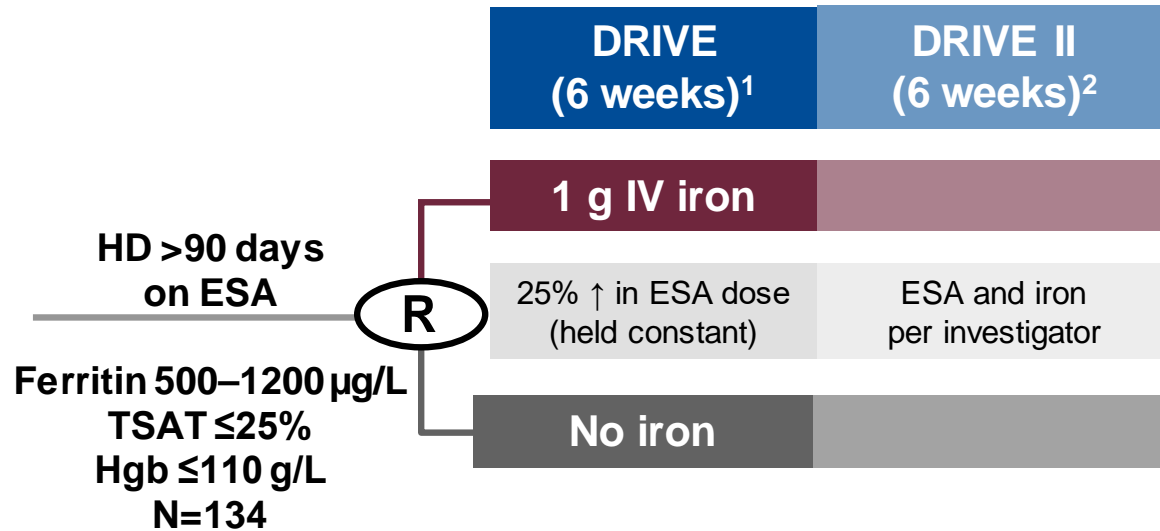 DRIVE
(6 weeks)¹
DRIVE II
(6 weeks)²
1 g IV iron
HD >90 days
on ESA
R
25% ↑ in ESA dose
(held constant)
ESA and iron
per investigator
Ferritin 500–1200 µg/L
TSAT ≤25%
Hgb ≤110 g/L
N=134
No iron